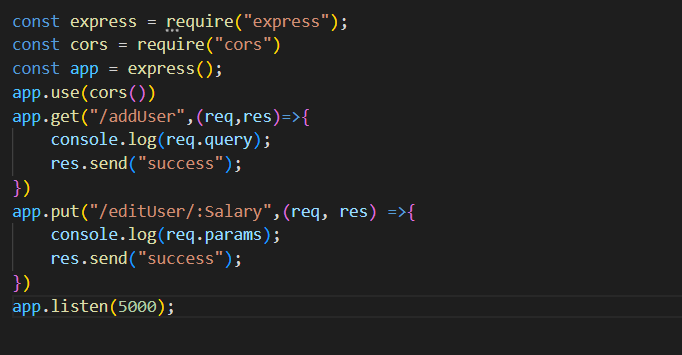 const express = require("express");
const cors = require("cors")
const app = express();
app.use(cors())
app.get("/addUser",(req,res)=>{
    console.log(req.query);
    res.send("success");
})
app.put("/editUser/:Salary",(req, res) =>{
    console.log(req.params);
    res.send("success");
})
app.listen(5000);